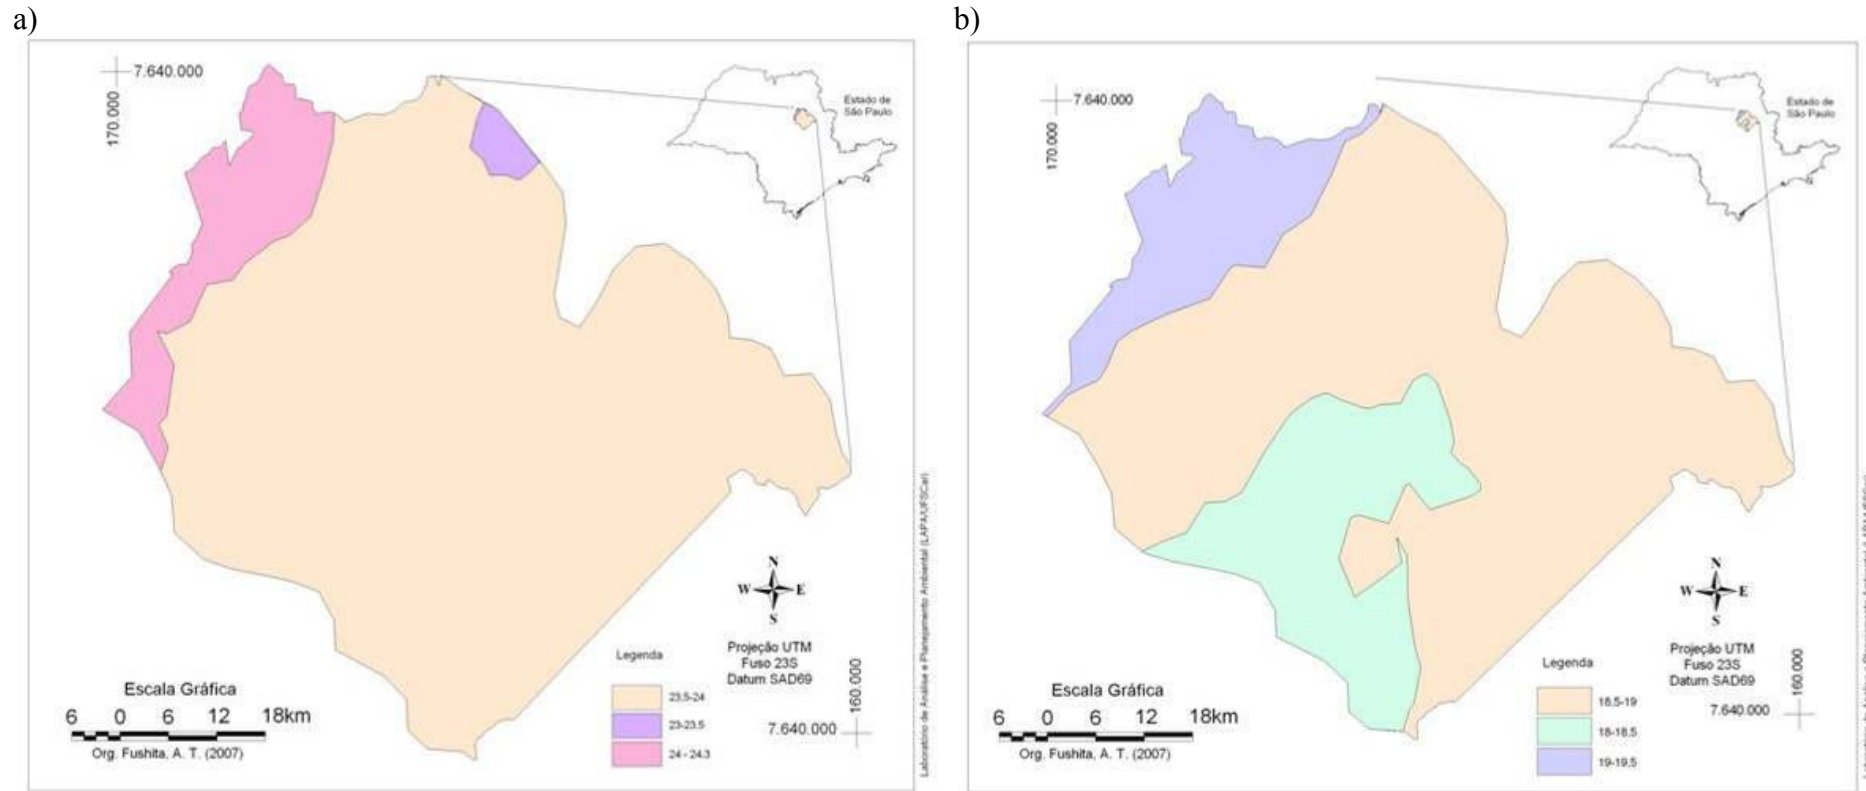 a)
7.640.000
170.000
Estado de
São Paulo
N
W E
S
Projeção UTM
Fuso 23S
Datum SAD69
Legenda
23,5-24
23-23,5
24 - 24,3
Escala Gráfica
6 0 6 12 18km
Org. Fushita, A. T. (2007)
160.000
7.640.000
Laboratório de Análise e Planejamento Ambiental (LAPA/UFSCar)
b)
7.640.000
170.000
Estado de
São Paulo
N
W E
S
Projeção UTM
Fuso 23S
Datum SAD69
Legenda
18,5-19
18-18,5
19-19,5
Escala Gráfica
6 0 6 12 18km
Org. Fushita, A. T. (2007)
160.000
7.640.000